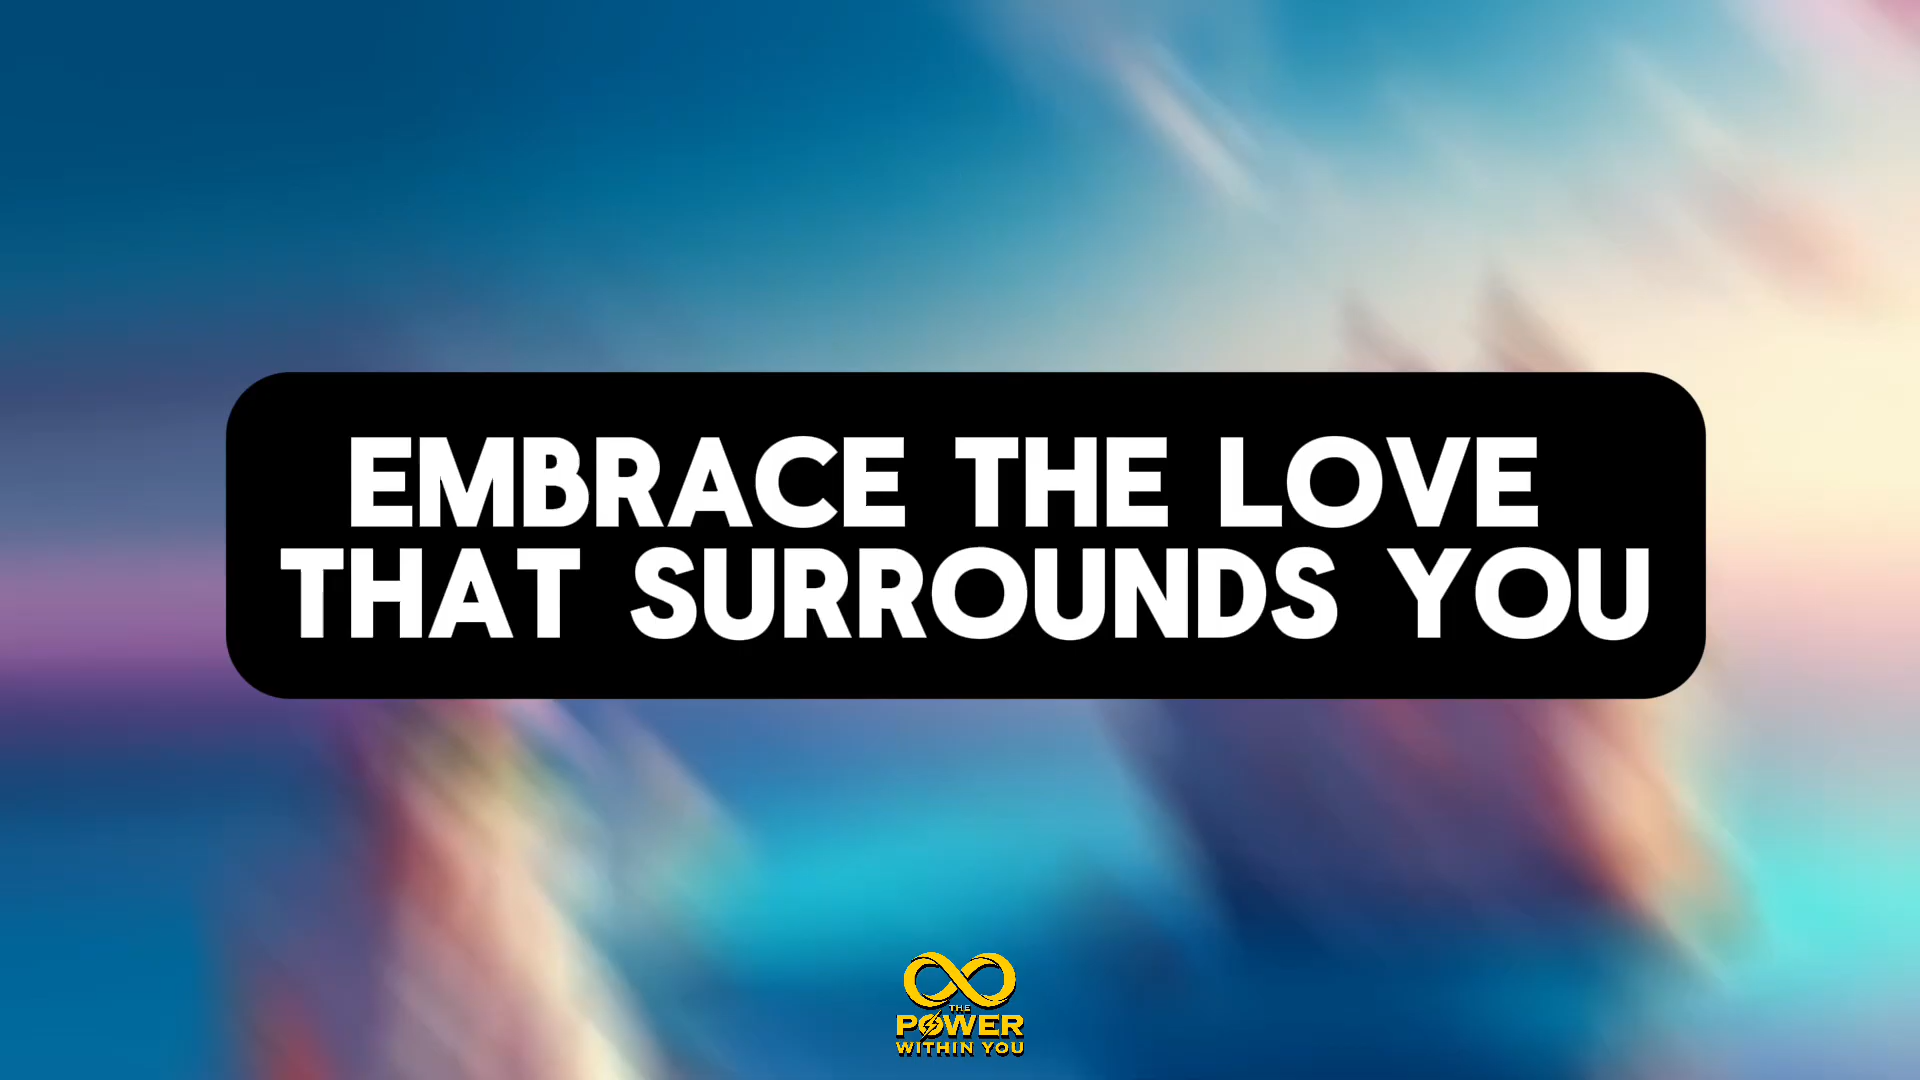 EMBRACE THE LOVE
THAT SURROUNDS YOU
THE
POWER
WITHIN YOU